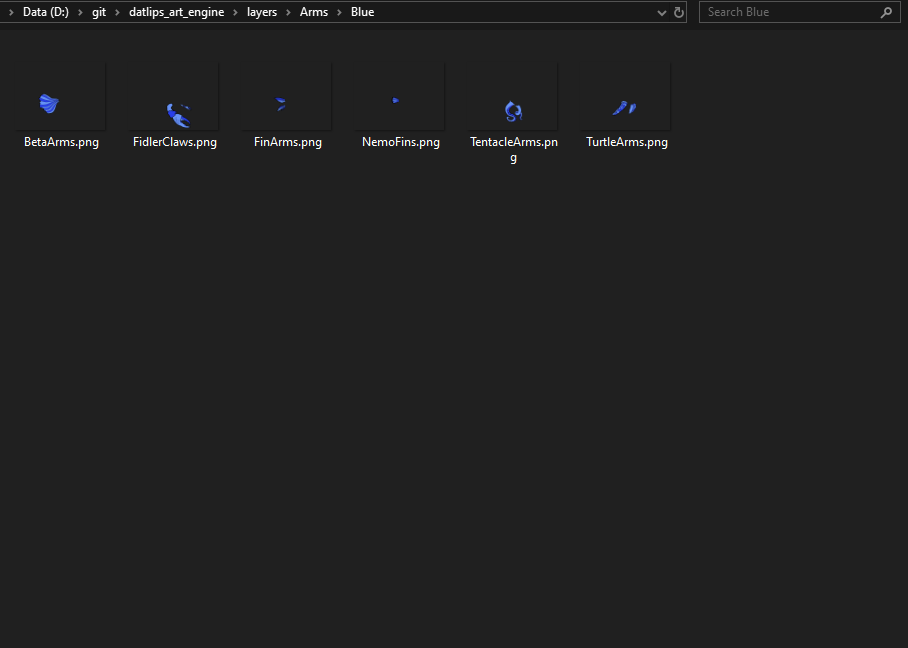 Data (D:) git datlips_art_engine layers Arms Blue Search Blue
BetaArms.png FidlerClaws.png FinArms.png NemoFins.png TentacleArms.pn TurtleArms.png
g